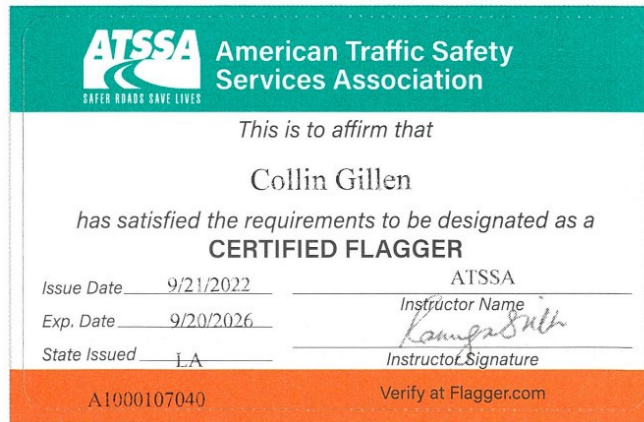 ATSSA
SAFER ROADS SAVE LIVES
American Traffic Safety
Services Association
This is to affirm that
Collin Gillen
has satisfied the requirements to be designated as a
CERTIFIED FLAGGER
Issue Date 9/21/2022
Exp. Date 9/20/2026
State Issued LA
ATSSA
Instructor Name
Instructor Signature
A1000107040
Verify at Flagger.com